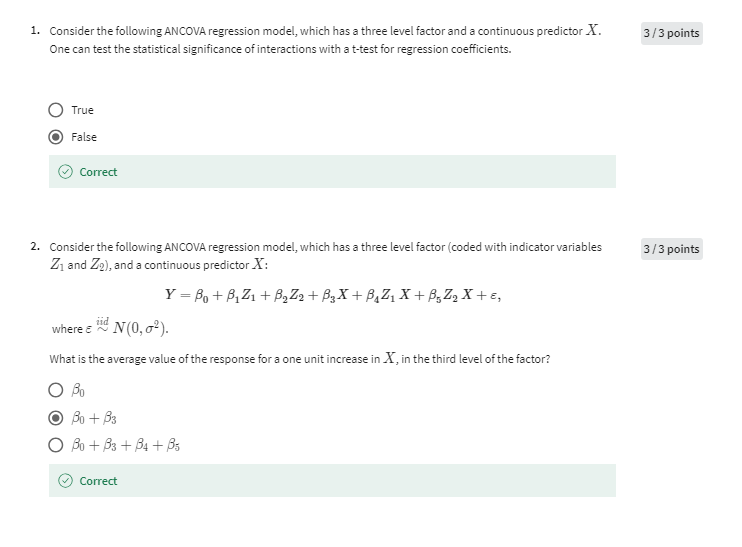 1. Consider the following ANCOVA regression model, which has a three level factor and a continuous predictor X.
3 / 3 points
One can test the statistical significance of interactions with a t-test for regression coefficients.
True
False
Correct
2. Consider the following ANCOVA regression model, which has a three level factor (coded with indicator variables
3 / 3 points
Z₁ and Z₂), and a continuous predictor X:
Y = β₀ + β₁Z₁ + β₂Z₂ + β₃X + β₄Z₁ X + β₅Z₂ X + ε,
where ε iid ~ N(0, σ²).
What is the average value of the response for a one unit increase in X, in the third level of the factor?
β₀
β₀ + β₃
β₀ + β₃ + β₄ + β₅
Correct